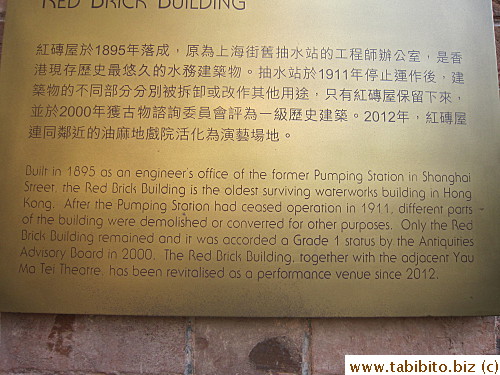 RED BRICK BUILDING
紅磚屋於1895年落成，原為上海街舊抽水站的工程師辦公室，是香
港現存歷史最悠久的水務建築物。抽水站於1911年停止運作後，建
築物的不同部分分別被拆卸或改作其他用途，只有紅磚屋保留下來，
並於2000年獲古物諮詢委員會評為一級歷史建築。2012年，紅磚屋
連同鄰近的油麻地戲院活化為演藝場地。
Built in 1895 as an engineer's office of the former Pumping Station in Shanghai
Street, the Red Brick Building is the oldest surviving waterworks building in Hong
Kong. After the Pumping Station had ceased operation in 1911, different parts
of the building were demolished or converted for other purposes. Only the Red
Brick Building remained and it was accorded a Grade 1 status by the Antiquities
Advisory Board in 2000. The Red Brick Building, together with the adjacent Yau
Ma Tei Theatre, has been revitalised as a performance venue since 2012.
www.tabibito.biz (c)